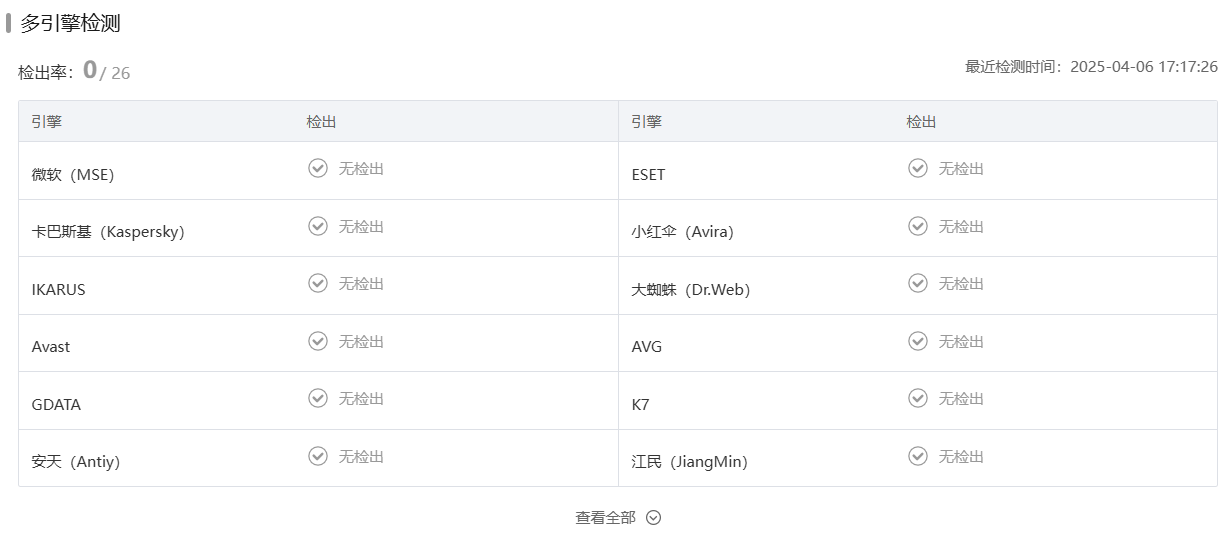 多引擎检测
检出率：0 / 26
最近检测时间：2025-04-06 17:17:26
引擎 检出 引擎 检出
微软（MSE） 无检出 ESET 无检出
卡巴斯基（Kaspersky） 无检出 小红伞（Avira） 无检出
IKARUS 无检出 大蜘蛛（Dr.Web） 无检出
Avast 无检出 AVG 无检出
GDATA 无检出 K7 无检出
安天（Antiy） 无检出 江民（JiangMin） 无检出
查看全部